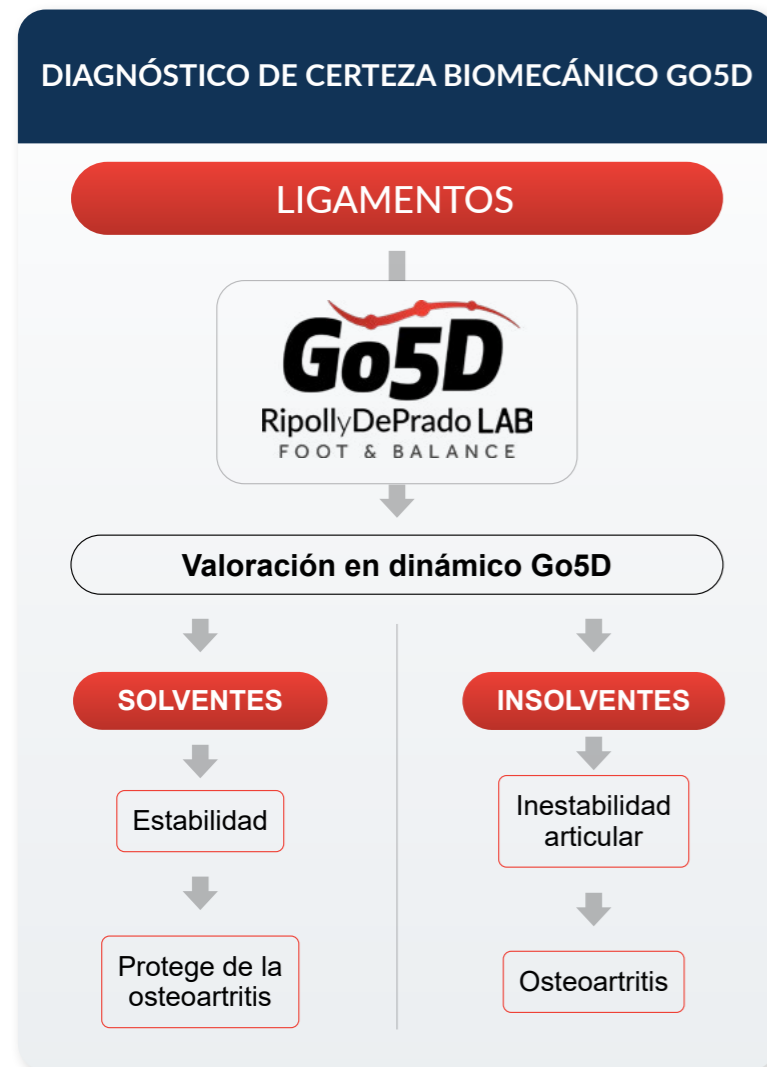 DIAGNÓSTICO DE CERTEZA BIOMECÁNICO GO5D
LIGAMENTOS
Go5D
RipollyDePrado LAB
FOOT & BALANCE
Valoración en dinámico Go5D
SOLVENTES
INSOLVENTES
Estabilidad
Inestabilidad
articular
Protege de la
osteoartritis
Osteoartritis